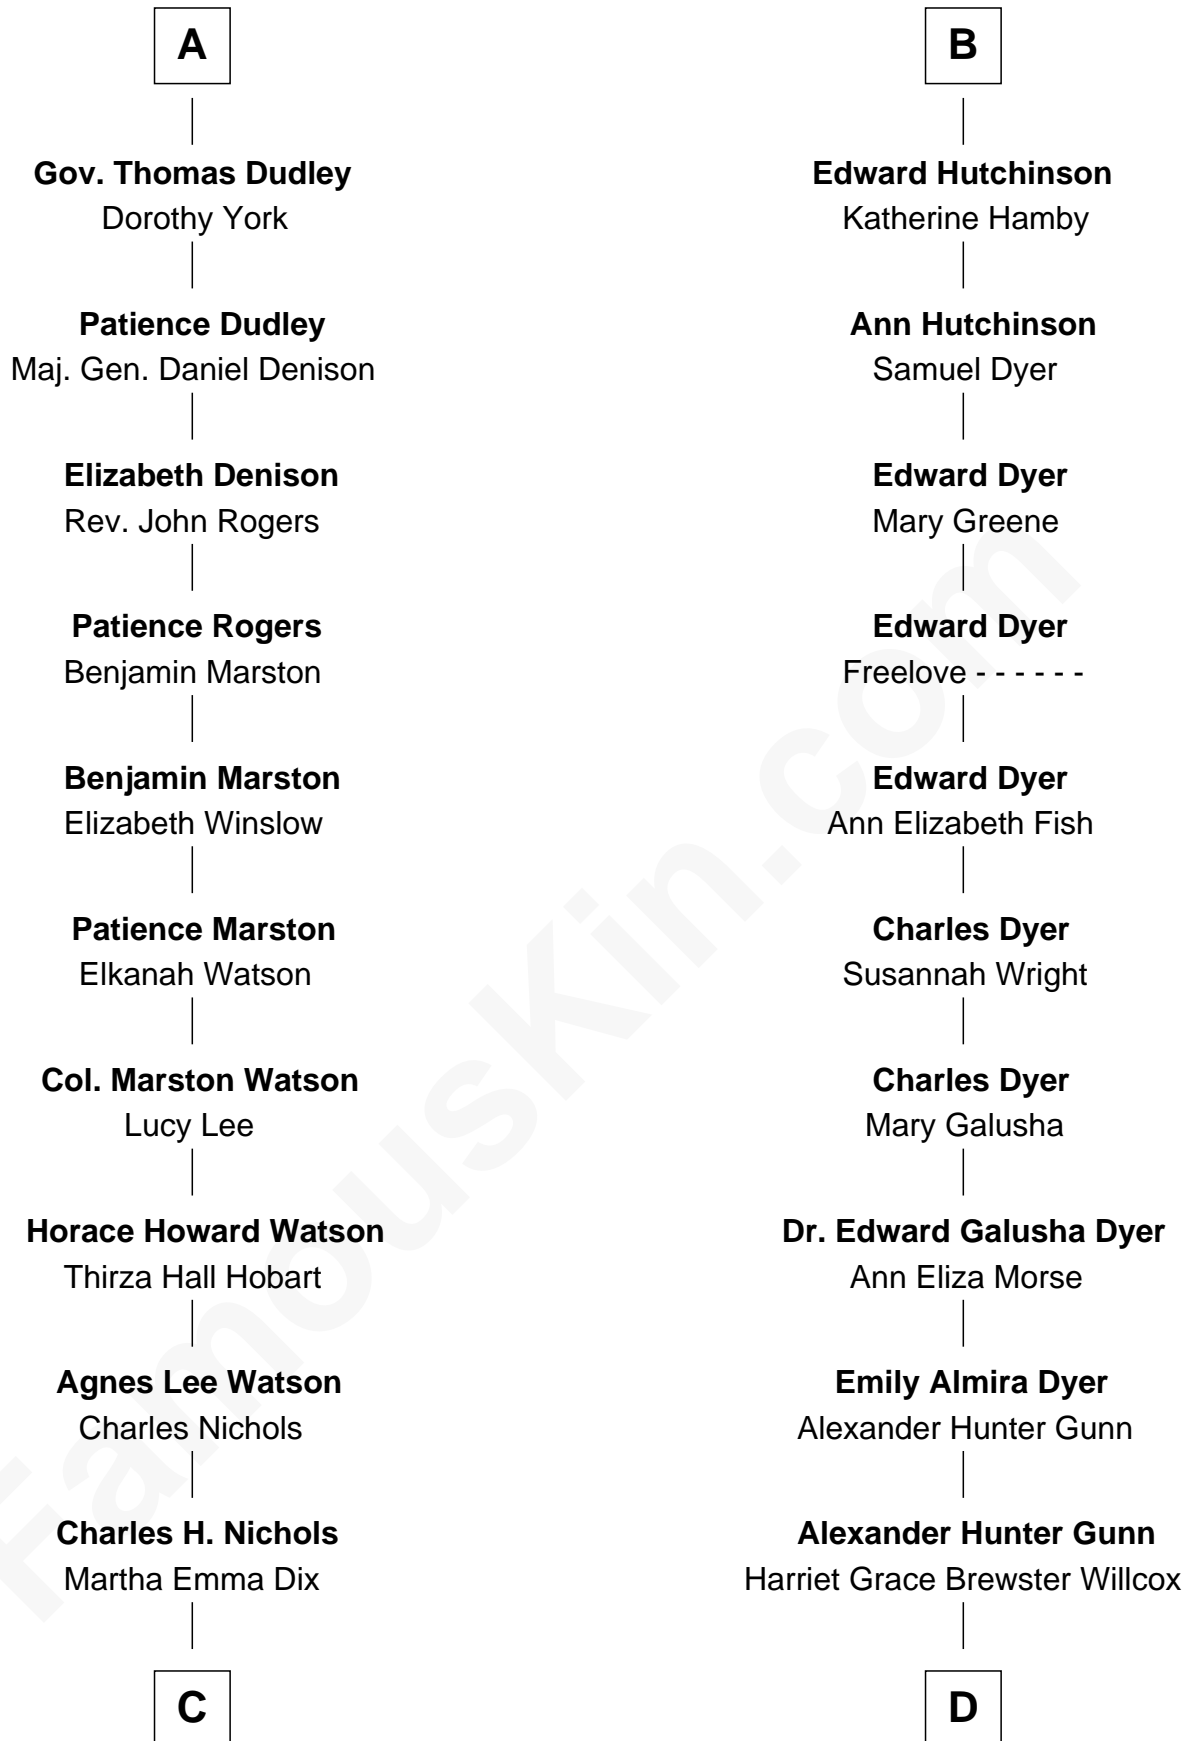 A
Gov. Thomas Dudley
Dorothy York
Patience Dudley
Maj. Gen. Daniel Denison
Elizabeth Denison
Rev. John Rogers
Patience Rogers
Benjamin Marston
Benjamin Marston
Elizabeth Winslow
Patience Marston
Elkanah Watson
Col. Marston Watson
Lucy Lee
Horace Howard Watson
Thirza Hall Hobart
Agnes Lee Watson
Charles Nichols
Charles H. Nichols
Martha Emma Dix
C
B
Edward Hutchinson
Katherine Hamby
Ann Hutchinson
Samuel Dyer
Edward Dyer
Mary Greene
Edward Dyer
Freelove - - - - - -
Edward Dyer
Ann Elizabeth Fish
Charles Dyer
Susannah Wright
Charles Dyer
Mary Galusha
Dr. Edward Galusha Dyer
Ann Eliza Morse
Emily Almira Dyer
Alexander Hunter Gunn
Alexander Hunter Gunn
Harriet Grace Brewster Willcox
D
FamousKin.com